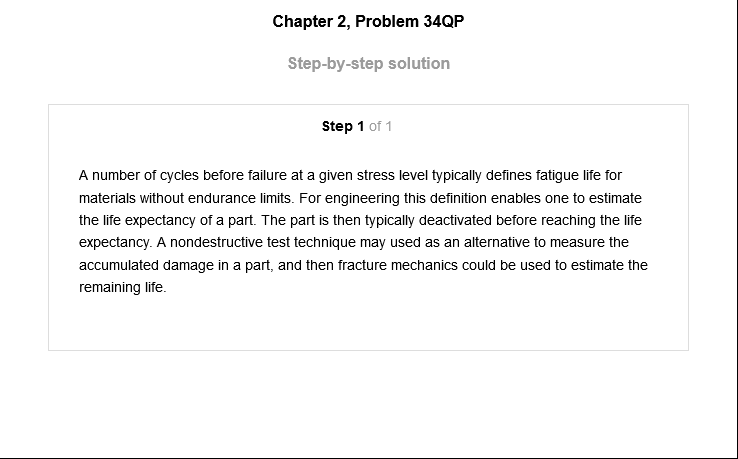 Chapter 2, Problem 34QP
Step-by-step solution
Step 1 of 1
A number of cycles before failure at a given stress level typically defines fatigue life for
materials without endurance limits. For engineering this definition enables one to estimate
the life expectancy of a part. The part is then typically deactivated before reaching the life
expectancy. A nondestructive test technique may used as an alternative to measure the
accumulated damage in a part, and then fracture mechanics could be used to estimate the
remaining life.